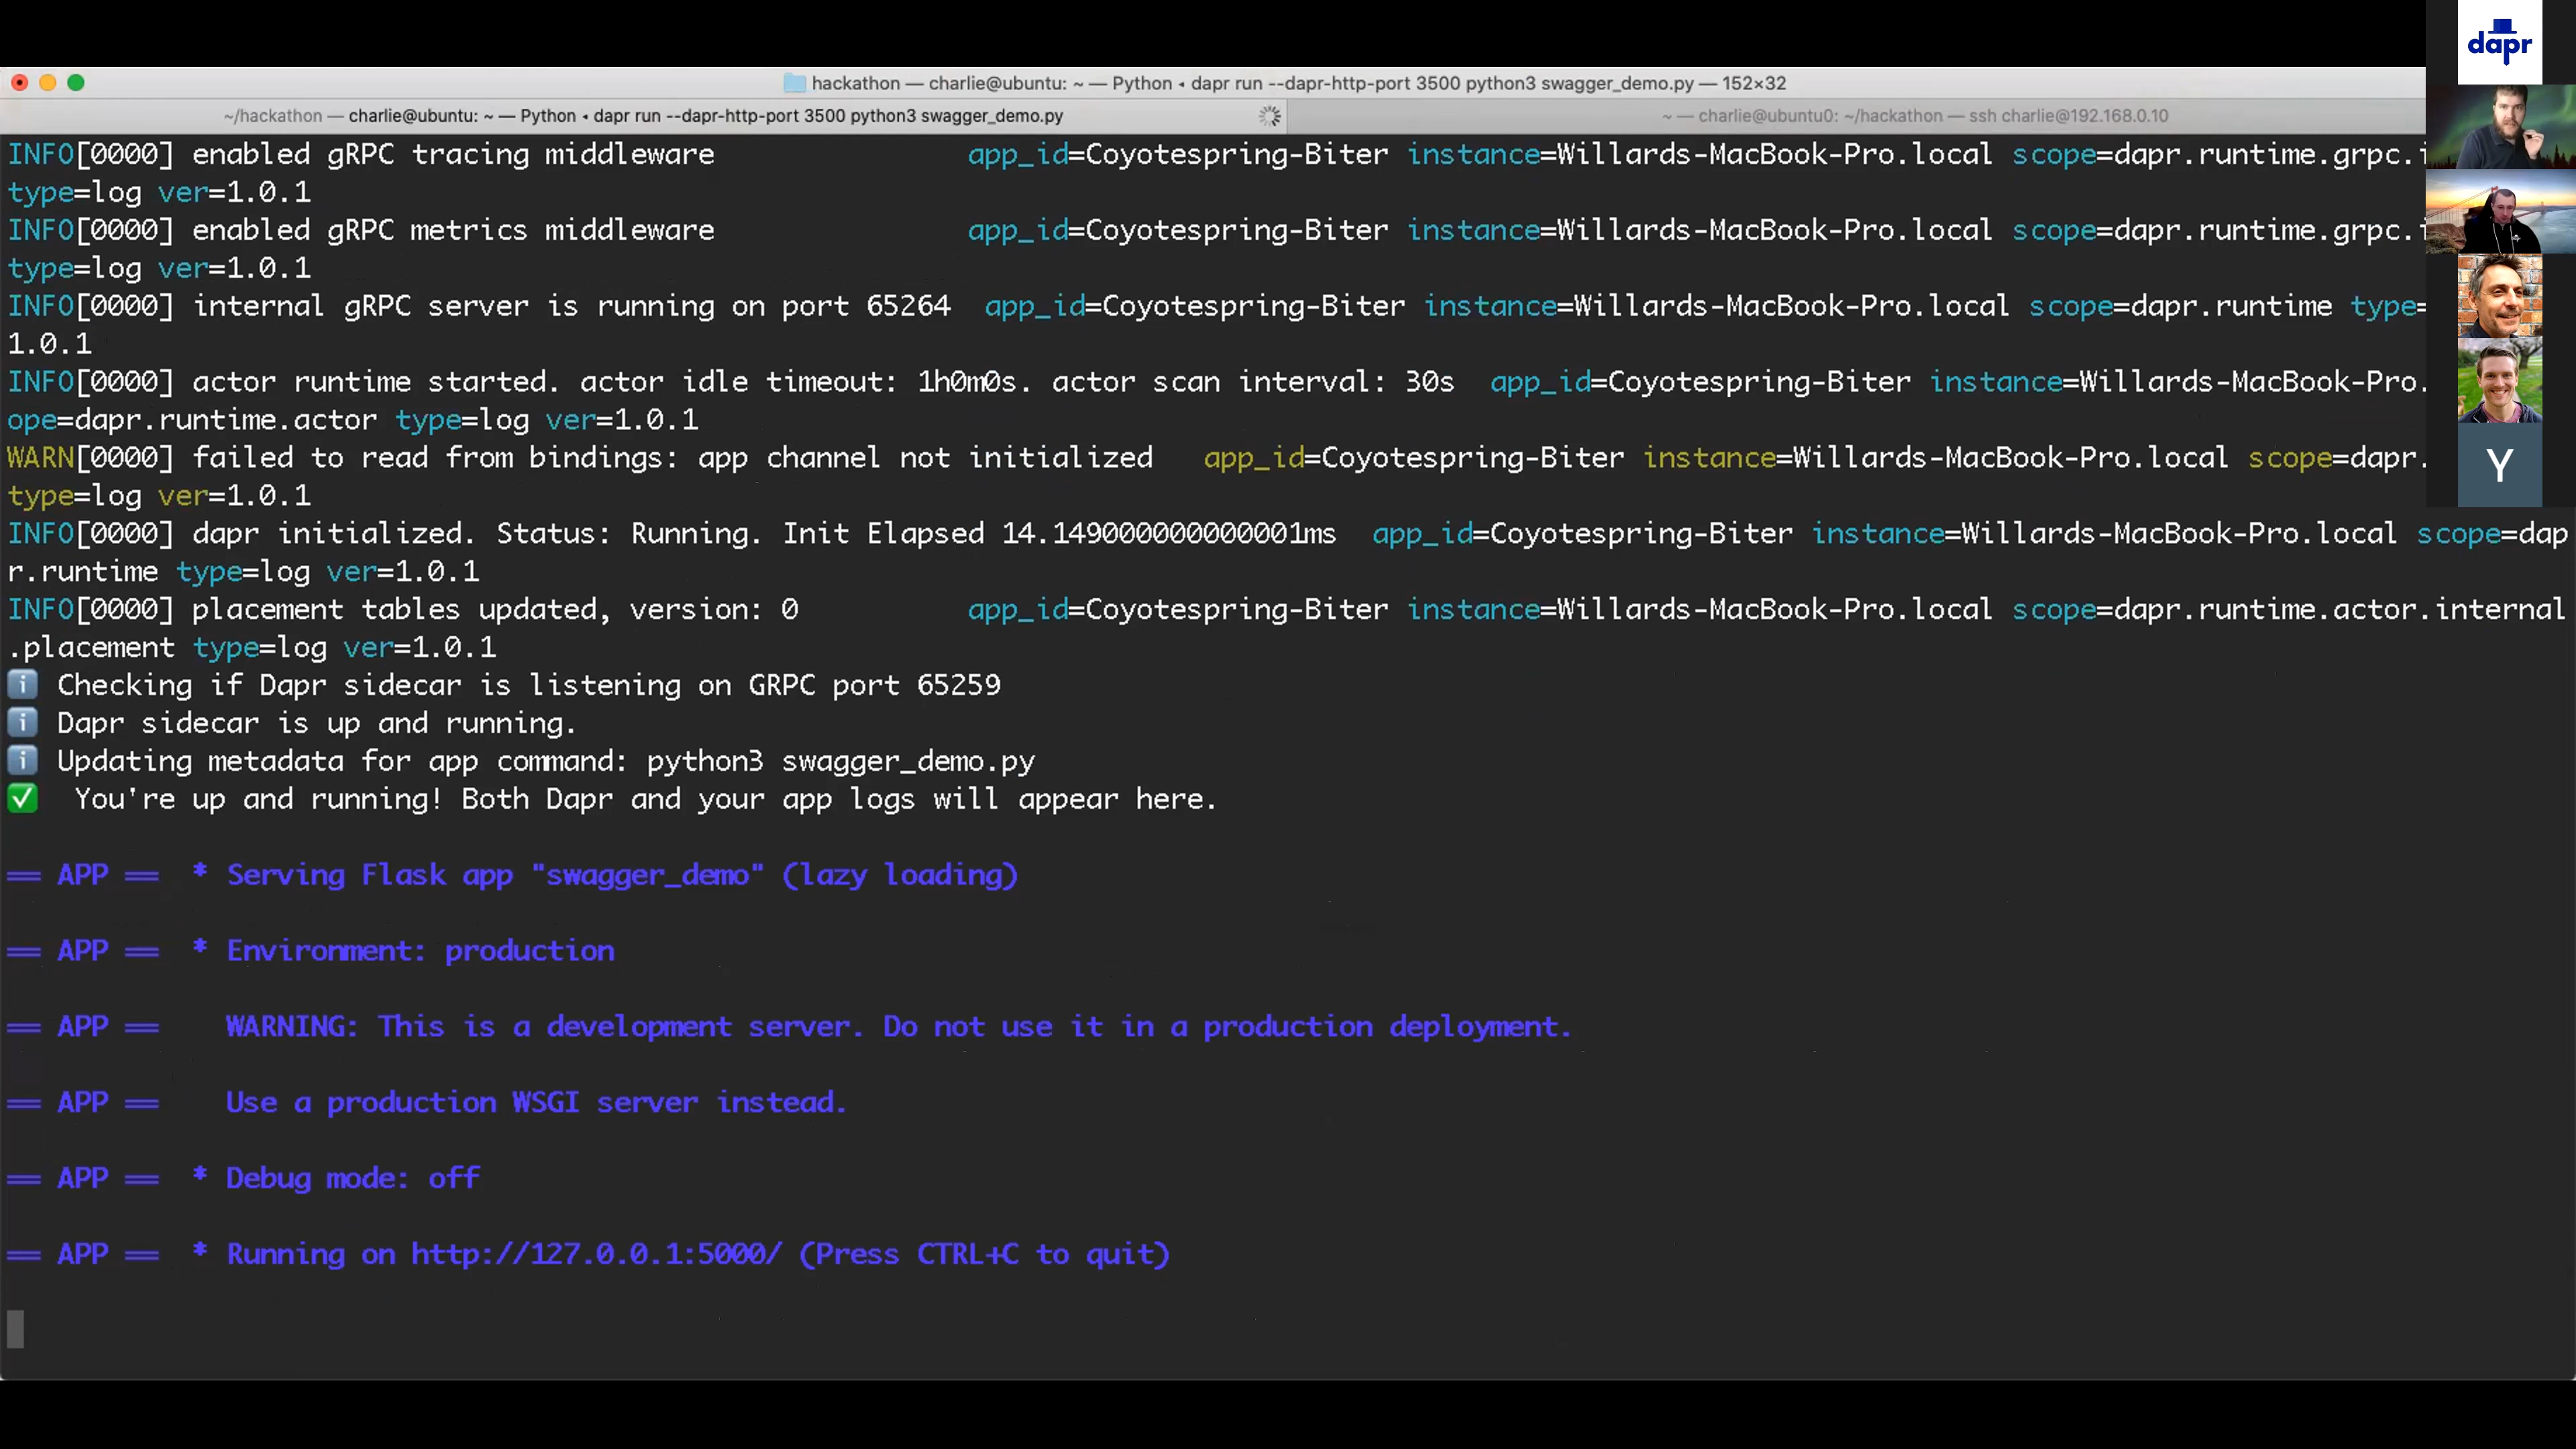 dapr
hackathon — charlie@ubuntu: ~ — Python ◂ dapr run --dapr-http-port 3500 python3 swagger_demo.py — 152×32
~/hackathon — charlie@ubuntu: ~ — Python ◂ dapr run --dapr-http-port 3500 python3 swagger_demo.py
~ — charlie@ubuntu0: ~/hackathon — ssh charlie@192.168.0.10
INFO[0000] enabled gRPC tracing middleware app_id=Coyotespring-Biter instance=Willards-MacBook-Pro.local scope=dapr.runtime.grpc.i
type=log ver=1.0.1
INFO[0000] enabled gRPC metrics middleware app_id=Coyotespring-Biter instance=Willards-MacBook-Pro.local scope=dapr.runtime.grpc.i
type=log ver=1.0.1
INFO[0000] internal gRPC server is running on port 65264 app_id=Coyotespring-Biter instance=Willards-MacBook-Pro.local scope=dapr.runtime type=
1.0.1
INFO[0000] actor runtime started. actor idle timeout: 1h0m0s. actor scan interval: 30s app_id=Coyotespring-Biter instance=Willards-MacBook-Pro.
ope=dapr.runtime.actor type=log ver=1.0.1
WARN[0000] failed to read from bindings: app channel not initialized app_id=Coyotespring-Biter instance=Willards-MacBook-Pro.local scope=dapr.
type=log ver=1.0.1
INFO[0000] dapr initialized. Status: Running. Init Elapsed 14.149000000000001ms app_id=Coyotespring-Biter instance=Willards-MacBook-Pro.local scope=dap
r.runtime type=log ver=1.0.1
INFO[0000] placement tables updated, version: 0 app_id=Coyotespring-Biter instance=Willards-MacBook-Pro.local scope=dapr.runtime.actor.internal
.placement type=log ver=1.0.1
Checking if Dapr sidecar is listening on GRPC port 65259
Dapr sidecar is up and running.
Updating metadata for app command: python3 swagger_demo.py
You're up and running! Both Dapr and your app logs will appear here.
== APP == * Serving Flask app "swagger_demo" (lazy loading)
== APP == * Environment: production
== APP == WARNING: This is a development server. Do not use it in a production deployment.
== APP == Use a production WSGI server instead.
== APP == * Debug mode: off
== APP == * Running on http://127.0.0.1:5000/ (Press CTRL+C to quit)
Y